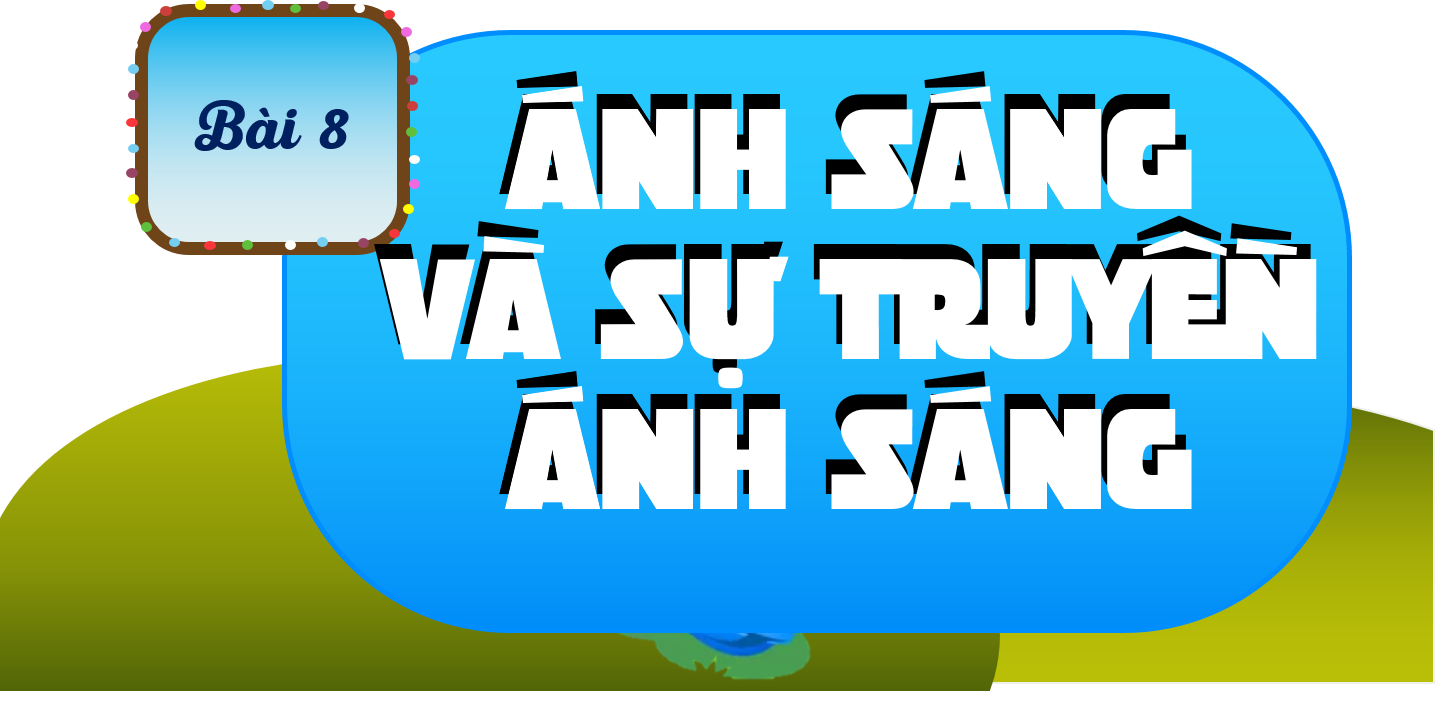 Bài 8
ÁNH SÁNG
VÀ SỰ TRUYỀN
ÁNH SÁNG